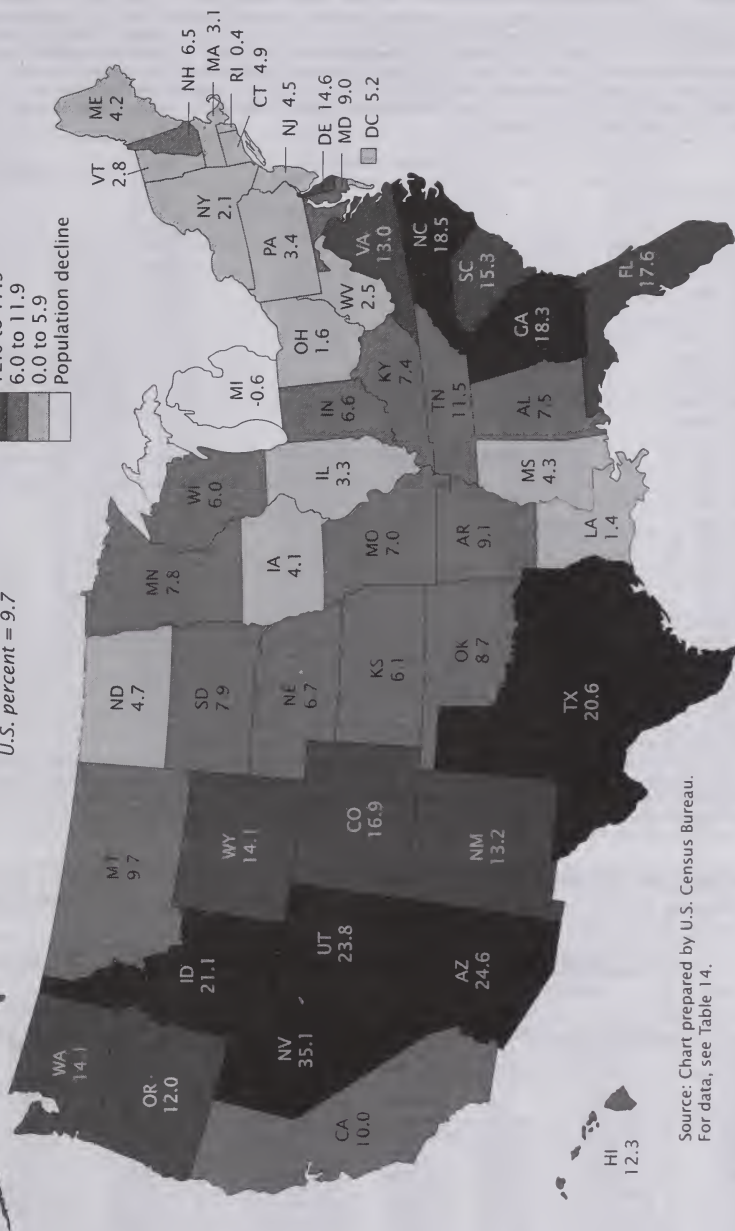 U.S. percent = 9.7
6.0 to 11.9
0.0 to 5.9
Population decline
WA
14.1
OR
12.0
CA
10.0
NV
35.1
ID
21.1
UT
23.8
AZ
24.6
MT
9.7
WY
14.1
CO
16.9
NM
13.2
ND
4.7
SD
7.9
NE
6.7
KS
6.1
OK
8.7
TX
20.6
MN
7.8
IA
4.1
MO
7.0
AR
9.1
LA
1.4
WI
6.0
IL
3.3
MS
4.3
MI
-0.6
IN
6.6
KY
7.4
TN
11.5
AL
7.5
OH
1.6
WV
2.5
VA
13.0
NC
18.5
SC
15.3
GA
18.3
FL
17.6
PA
3.4
NY
2.1
VT
2.8
ME
4.2
NH 6.5
MA 3.1
RI 0.4
CT 4.9
NJ 4.5
DE 14.6
MD 9.0
DC 5.2
HI
12.3
Source: Chart prepared by U.S. Census Bureau.
For data, see Table 14.